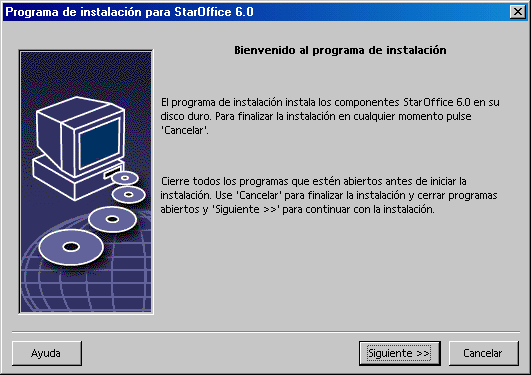 Programa de instalación para StarOffice 6.0
Bienvenido al programa de instalación
El programa de instalación instala los componentes StarOffice 6.0 en su
disco duro. Para finalizar la instalación en cualquier momento pulse
'Cancelar'.
Cierre todos los programas que estén abiertos antes de iniciar la
instalación. Use 'Cancelar' para finalizar la instalación y cerrar programas
abiertos y 'Siguiente >>' para continuar con la instalación.
Ayuda
Siguiente >>
Cancelar